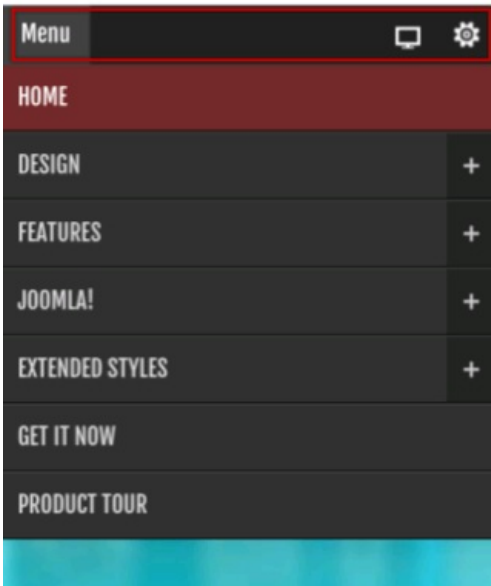 Menu
HOME
DESIGN
FEATURES
JOOMLA!
EXTENDED STYLES
GET IT NOW
PRODUCT TOUR